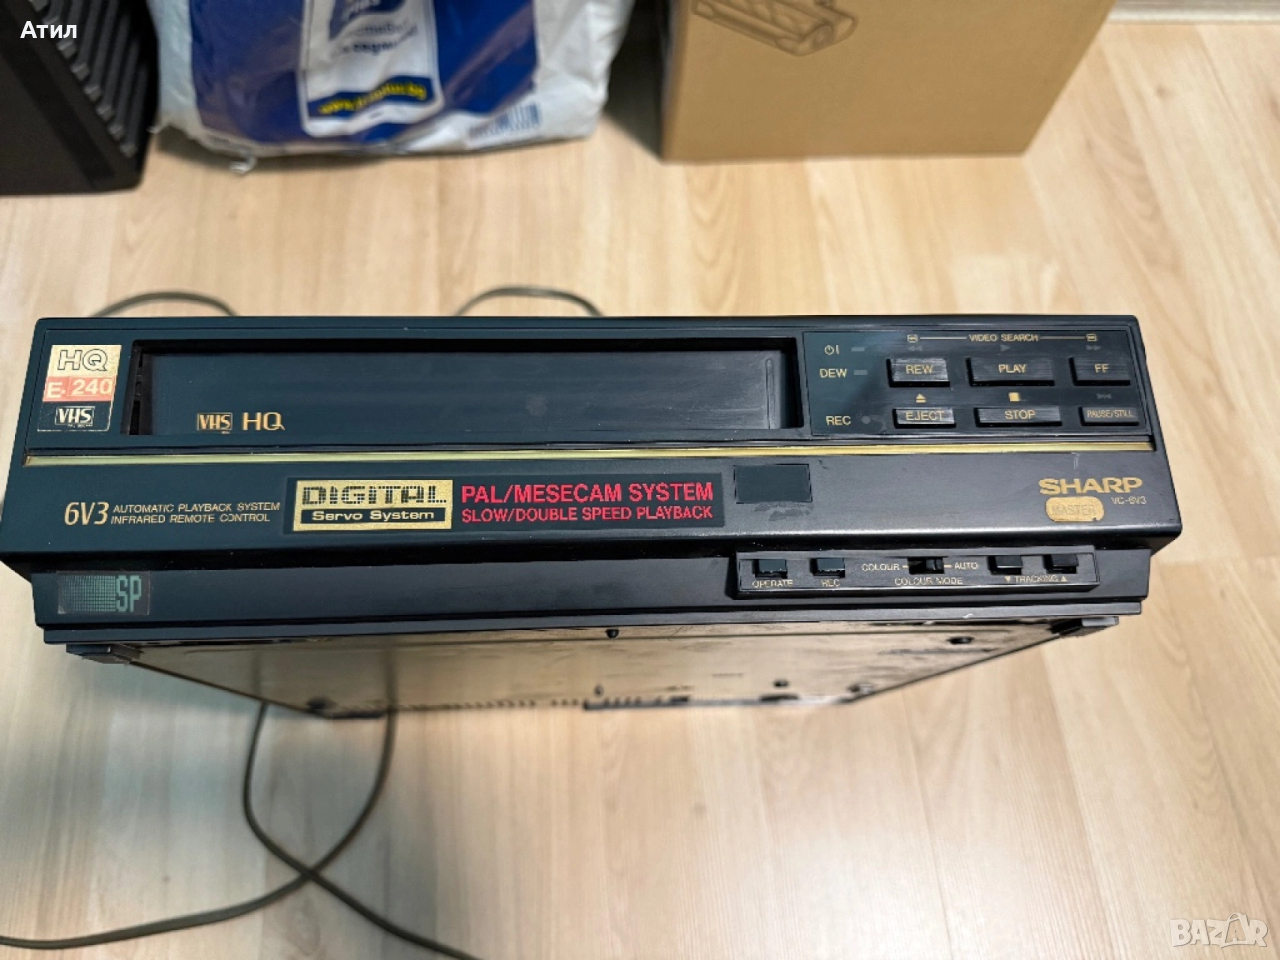 Атил
HQ
E-240
VHS
VHS HQ
VIDEO SEARCH
DEW
REW
PLAY
FF
REC
EJECT
STOP
PAUSE/STILL
6V3 AUTOMATIC PLAYBACK SYSTEM
INFRARED REMOTE CONTROL
DIGITAL
Servo System
PAL/MESECAM SYSTEM
SLOW/DOUBLE SPEED PLAYBACK
SHARP
VC-6V3
MASTER
SP
OPERATE
REC
COLOUR
AUTO
COLOUR MODE
▼ TRACKING ▲
BAZAR